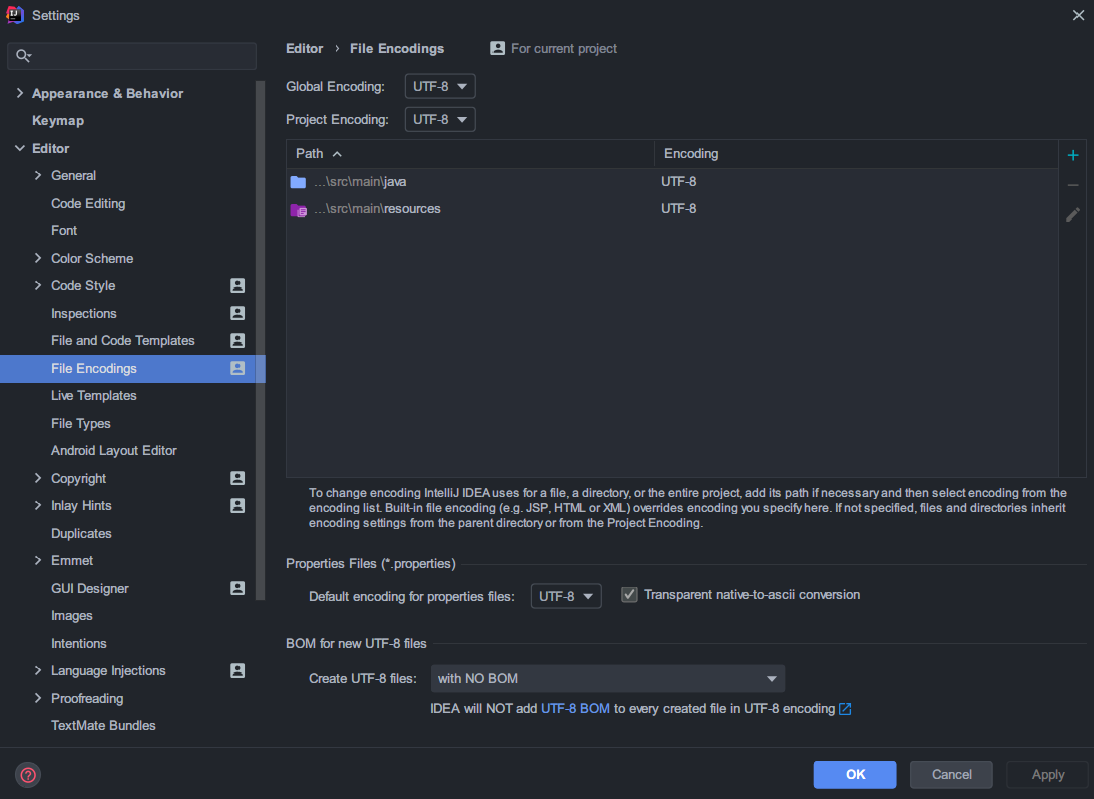 Settings
Appearance & Behavior
Keymap
Editor
General
Code Editing
Font
Color Scheme
Code Style
Inspections
File and Code Templates
File Encodings
Live Templates
File Types
Android Layout Editor
Copyright
Inlay Hints
Duplicates
Emmet
GUI Designer
Images
Intentions
Language Injections
Proofreading
TextMate Bundles
Editor › File Encodings For current project
Global Encoding: UTF-8
Project Encoding: UTF-8
Path Encoding
...\src\main\java UTF-8
...\src\main\resources UTF-8
To change encoding IntelliJ IDEA uses for a file, a directory, or the entire project, add its path if necessary and then select encoding from the
encoding list. Built-in file encoding (e.g. JSP, HTML or XML) overrides encoding you specify here. If not specified, files and directories inherit
encoding settings from the parent directory or from the Project Encoding.
Properties Files (*.properties)
Default encoding for properties files: UTF-8 Transparent native-to-ascii conversion
BOM for new UTF-8 files
Create UTF-8 files: with NO BOM
IDEA will NOT add UTF-8 BOM to every created file in UTF-8 encoding
? OK Cancel Apply